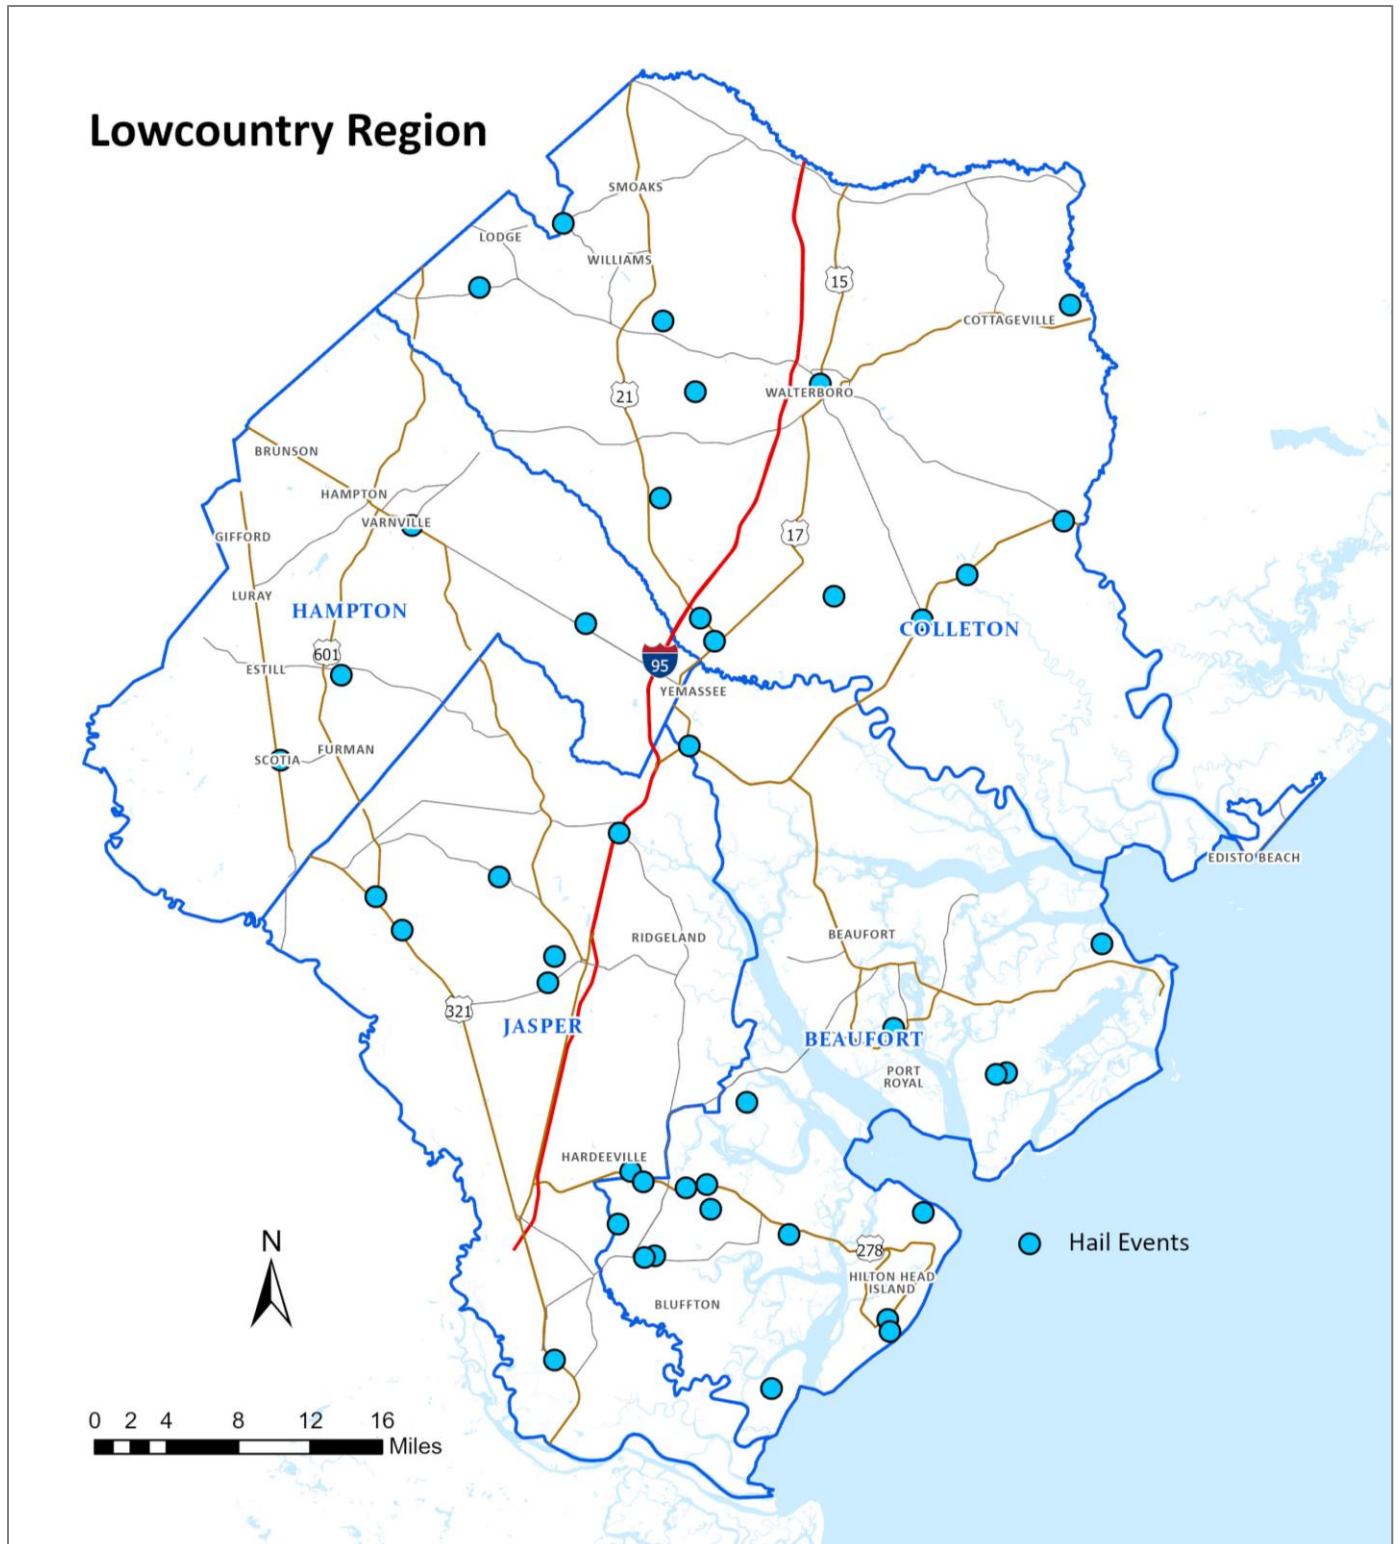 Lowcountry Region
SMOAKS
LODGE
WILLIAMS
15
COTTAGEVILLE
21
WALTERBORO
BRUNSON
HAMPTON
VARNVILLE
GIFFORD
17
LURAY
HAMPTON
COLLETON
601
95
ESTILL
YEMASSEE
FURMAN
SCOTIA
EDISTO BEACH
BEAUFORT
RIDGELAND
321
JASPER
BEAUFORT
PORT
ROYAL
HARDEEVILLE
N
278
Hail Events
HILTON HEAD
ISLAND
BLUFFTON
0 2 4 8 12 16
Miles